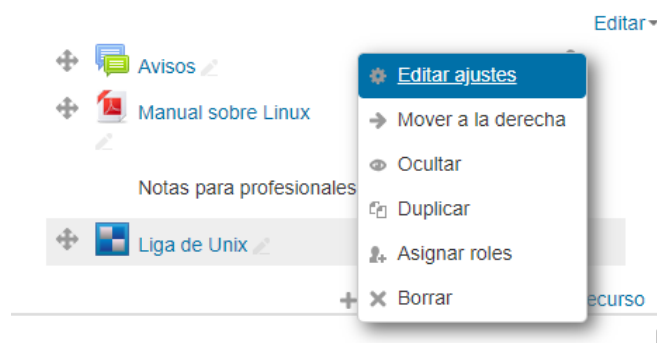 Editar
Avisos
Editar ajustes
Manual sobre Linux
Mover a la derecha
Ocultar
Notas para profesionales
Duplicar
Liga de Unix
Asignar roles
Borrar
ecurso